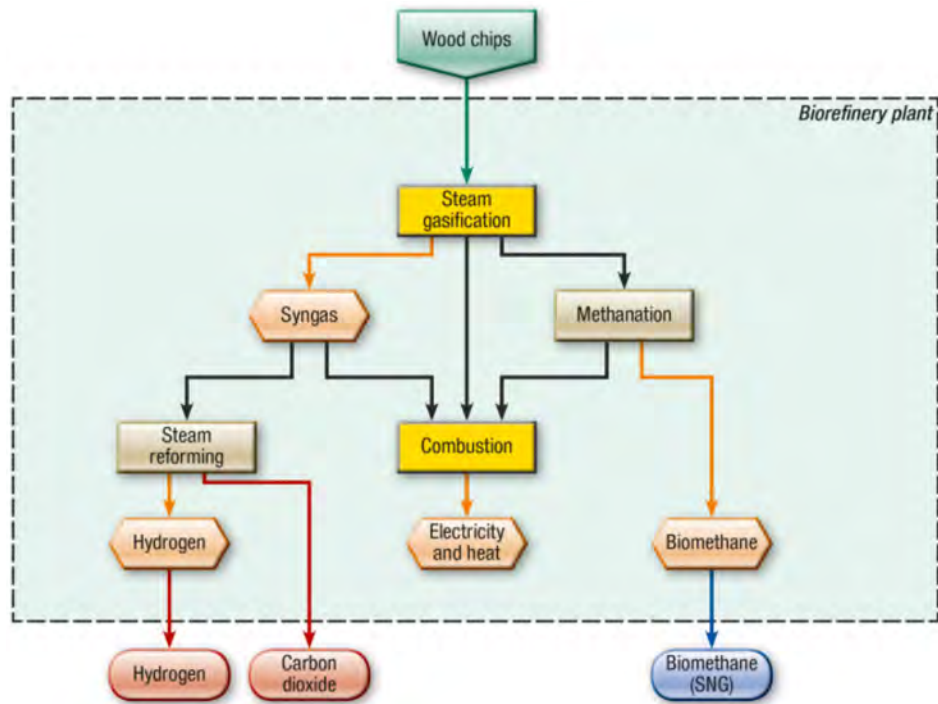 Wood chips
Biorefinery plant
Steam
gasification
Syngas
Methanation
Steam
reforming
Combustion
Hydrogen
Electricity
and heat
Biomethane
Hydrogen
Carbon
dioxide
Biomethane
(SNG)